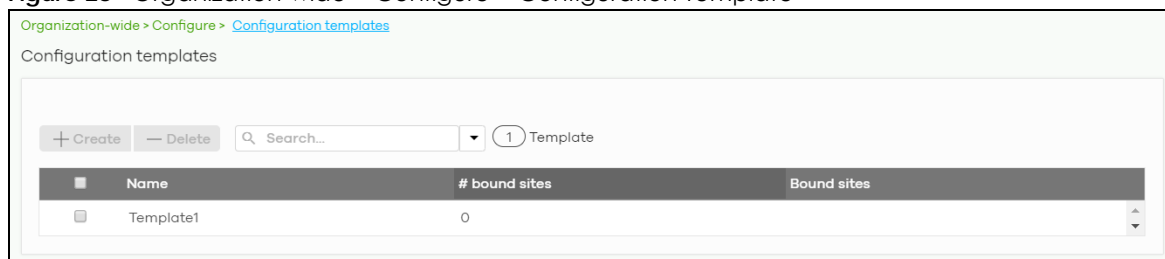 Organization-wide > Configure > Configuration templates
Configuration templates
+ Create — Delete Search... 1 Template
Name # bound sites Bound sites
Template1 0